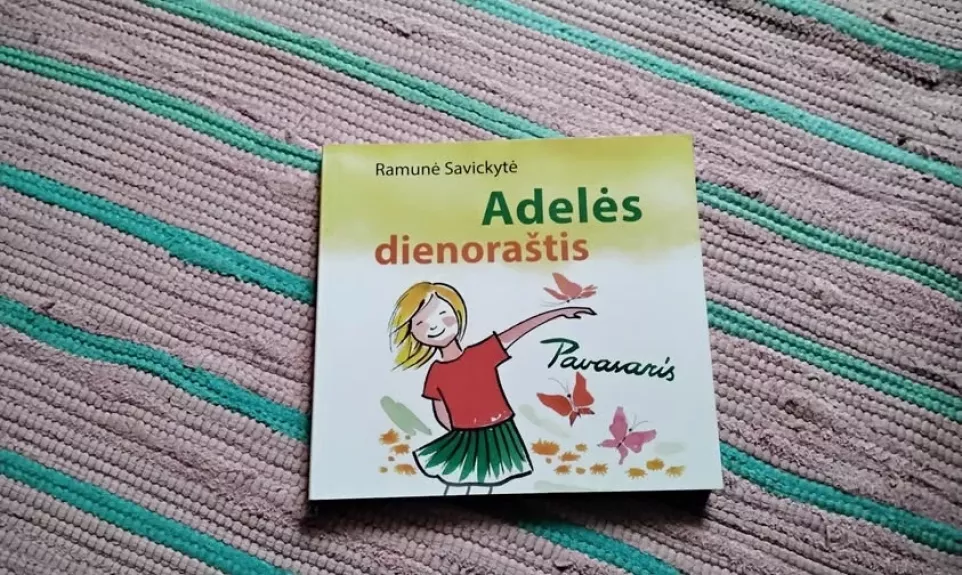 Ramunė Savickytė
Adelės
dienoraštis
Pavasaris